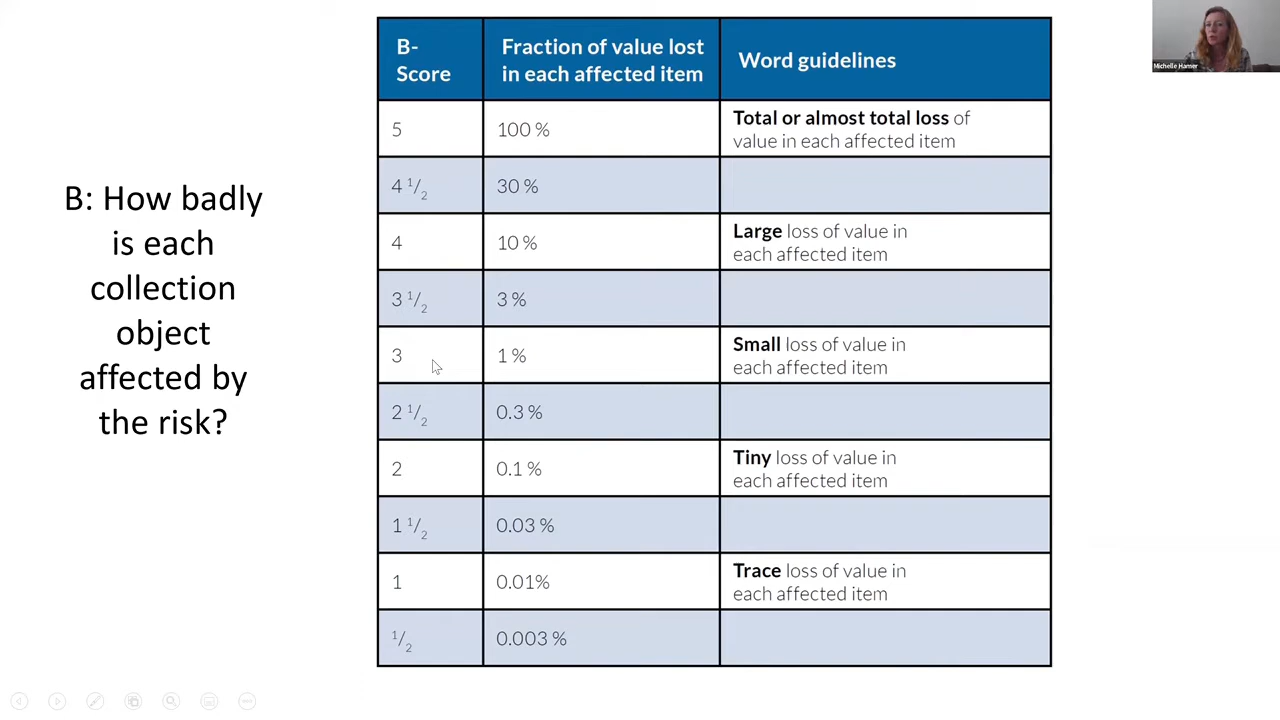 B: How badly
is each
collection
object
affected by
the risk?
B-
Score
Fraction of value lost
in each affected item
Word guidelines
5
100 %
Total or almost total loss of
value in each affected item
4 1/2
30 %
4
10 %
Large loss of value in
each affected item
3 1/2
3 %
3
1 %
Small loss of value in
each affected item
2 1/2
0.3 %
2
0.1 %
Tiny loss of value in
each affected item
1 1/2
0.03 %
1
0.01%
Trace loss of value in
each affected item
1/2
0.003 %
Michelle Hamer